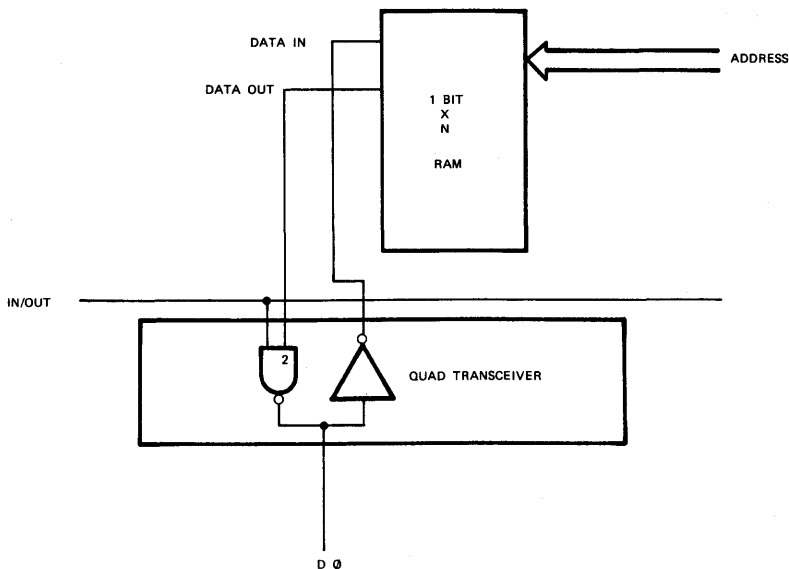 DATA IN
ADDRESS
DATA OUT
1 BIT
X
N
RAM
IN/OUT
2
QUAD TRANSCEIVER
D Ø